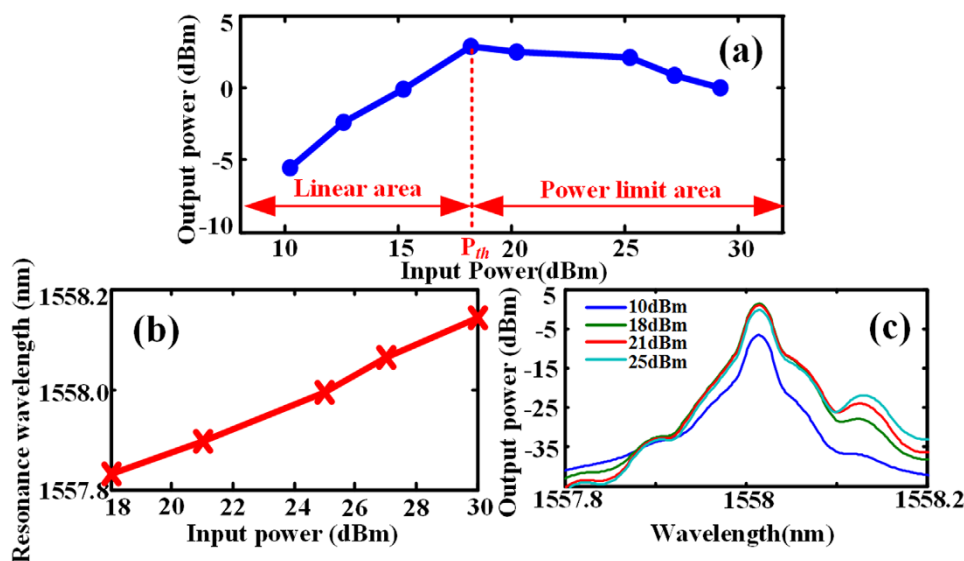 (a)
Output power (dBm)
5
0
-5
-10
Linear area
Power limit area
10
15
20
25
30
Pth
Input Power(dBm)
(b)
Resonance wavelength (nm)
1558.2
1558.0
1557.8
18
20
22
24
26
28
30
Input power (dBm)
(c)
Output power (dBm)
5
-5
-15
-25
-35
10dBm
18dBm
21dBm
25dBm
1557.8
1558
1558.2
Wavelength(nm)